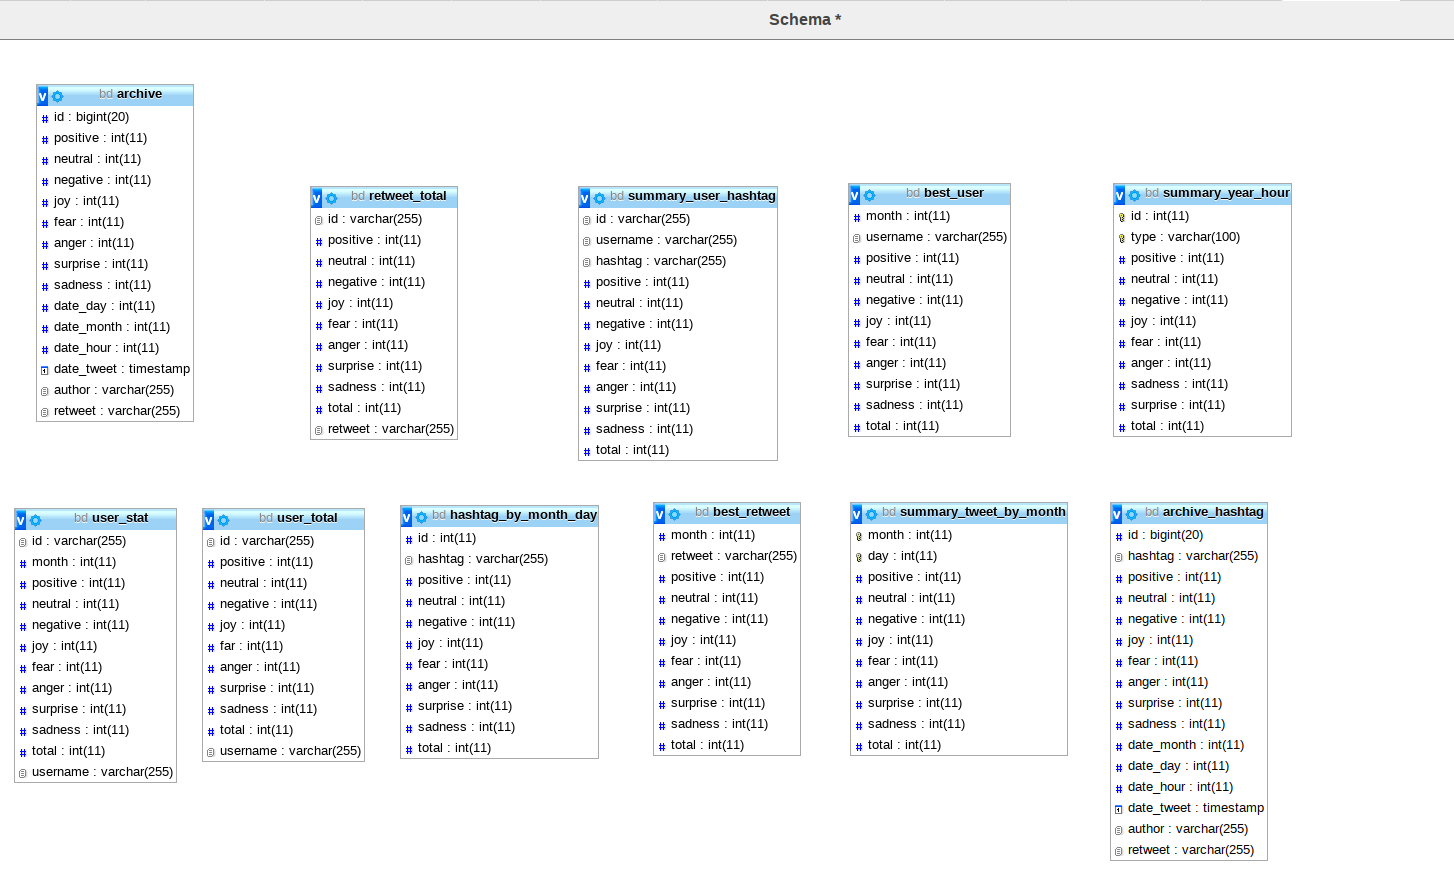 Schema *
v bd archive
# id : bigint(20)
# positive : int(11)
# neutral : int(11)
# negative : int(11)
# joy : int(11)
# fear : int(11)
# anger : int(11)
# surprise : int(11)
# sadness : int(11)
# date_day : int(11)
# date_month : int(11)
# date_hour : int(11)
date_tweet : timestamp
author : varchar(255)
retweet : varchar(255)
v bd retweet_total
id : varchar(255)
# positive : int(11)
# neutral : int(11)
# negative : int(11)
# joy : int(11)
# fear : int(11)
# anger : int(11)
# surprise : int(11)
# sadness : int(11)
# total : int(11)
retweet : varchar(255)
v bd summary_user_hashtag
id : varchar(255)
username : varchar(255)
hashtag : varchar(255)
# positive : int(11)
# neutral : int(11)
# negative : int(11)
# joy : int(11)
# fear : int(11)
# anger : int(11)
# surprise : int(11)
# sadness : int(11)
# total : int(11)
v bd best_user
# month : int(11)
username : varchar(255)
# positive : int(11)
# neutral : int(11)
# negative : int(11)
# joy : int(11)
# fear : int(11)
# anger : int(11)
# surprise : int(11)
# sadness : int(11)
# total : int(11)
v bd summary_year_hour
id : int(11)
type : varchar(100)
# positive : int(11)
# neutral : int(11)
# negative : int(11)
# joy : int(11)
# fear : int(11)
# anger : int(11)
# sadness : int(11)
# surprise : int(11)
# total : int(11)
v bd user_stat
id : varchar(255)
# month : int(11)
# positive : int(11)
# neutral : int(11)
# negative : int(11)
# joy : int(11)
# fear : int(11)
# anger : int(11)
# surprise : int(11)
# sadness : int(11)
# total : int(11)
username : varchar(255)
v bd user_total
id : varchar(255)
# positive : int(11)
# neutral : int(11)
# negative : int(11)
# joy : int(11)
# far : int(11)
# anger : int(11)
# surprise : int(11)
# sadness : int(11)
# total : int(11)
username : varchar(255)
v bd hashtag_by_month_day
# id : int(11)
hashtag : varchar(255)
# positive : int(11)
# neutral : int(11)
# negative : int(11)
# joy : int(11)
# fear : int(11)
# anger : int(11)
# surprise : int(11)
# sadness : int(11)
# total : int(11)
v bd best_retweet
# month : int(11)
retweet : varchar(255)
# positive : int(11)
# neutral : int(11)
# negative : int(11)
# joy : int(11)
# fear : int(11)
# anger : int(11)
# surprise : int(11)
# sadness : int(11)
# total : int(11)
v bd summary_tweet_by_month
month : int(11)
day : int(11)
# positive : int(11)
# neutral : int(11)
# negative : int(11)
# joy : int(11)
# fear : int(11)
# anger : int(11)
# surprise : int(11)
# sadness : int(11)
# total : int(11)
v bd archive_hashtag
# id : bigint(20)
hashtag : varchar(255)
# positive : int(11)
# neutral : int(11)
# negative : int(11)
# joy : int(11)
# fear : int(11)
# anger : int(11)
# surprise : int(11)
# sadness : int(11)
# date_month : int(11)
# date_day : int(11)
# date_hour : int(11)
date_tweet : timestamp
author : varchar(255)
retweet : varchar(255)